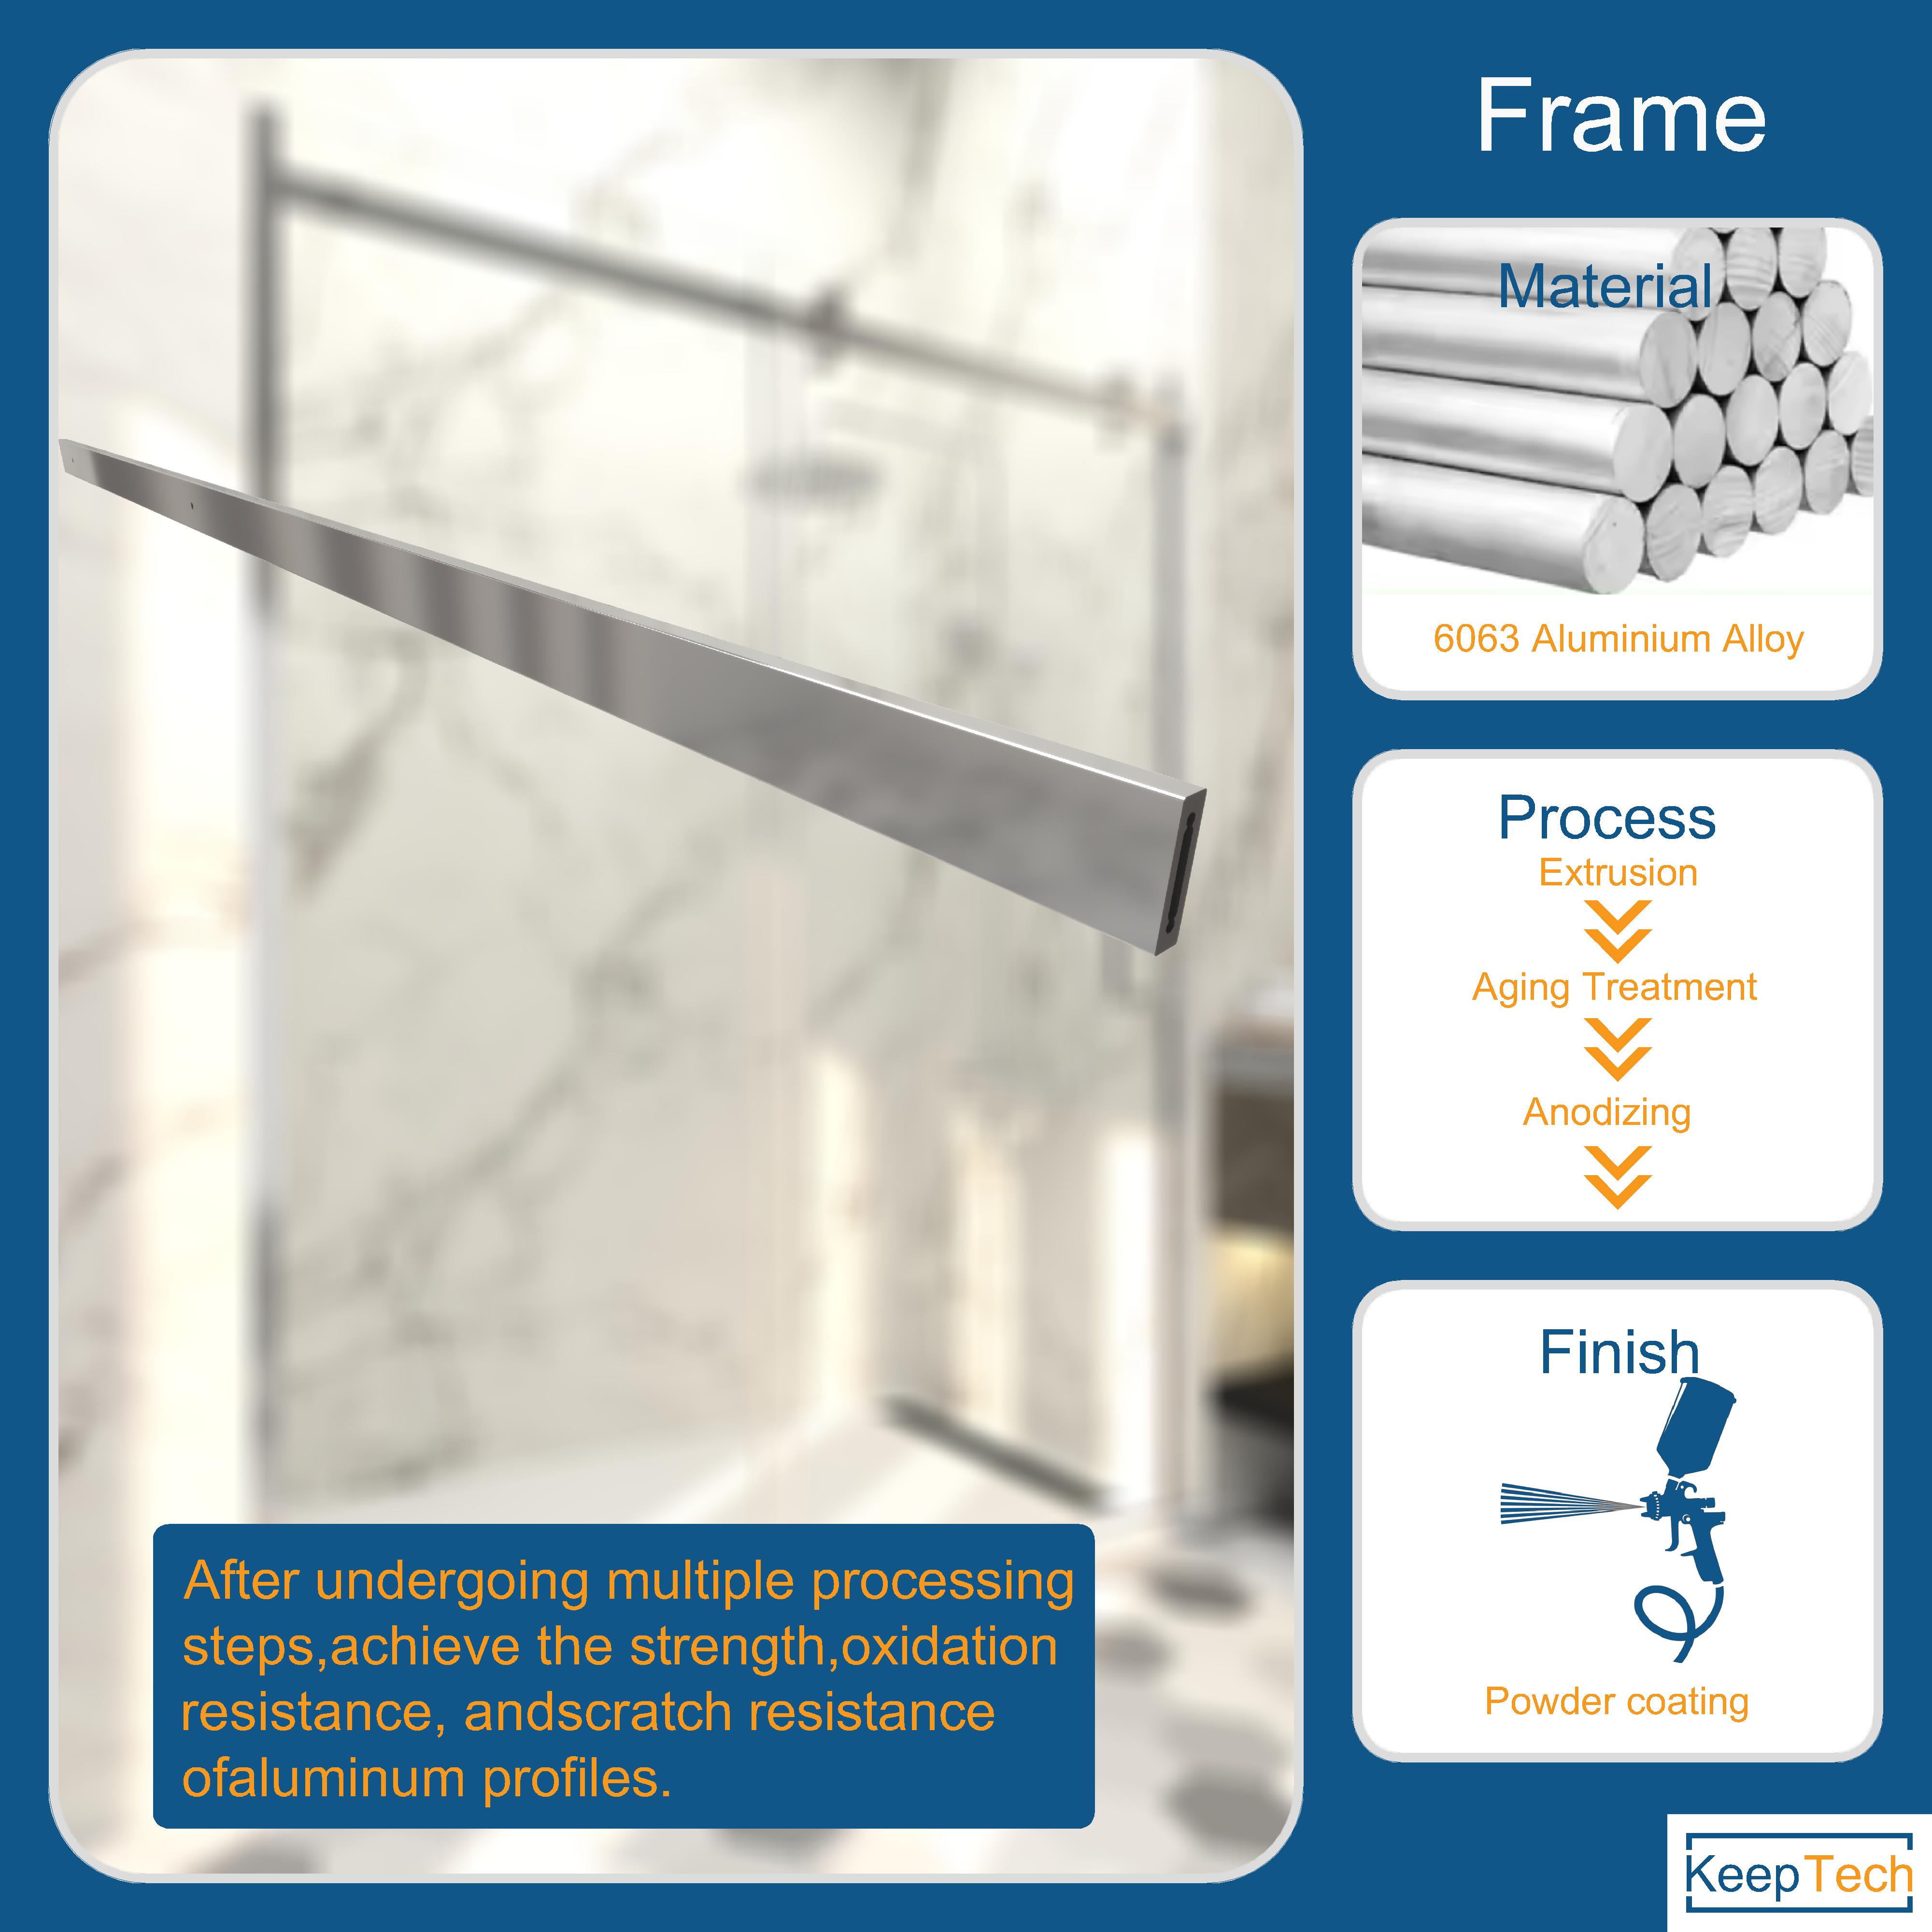 Frame
Material
6063 Aluminium Alloy
Process
Extrusion
Aging Treatment
Anodizing
Finish
Powder coating
After undergoing multiple processing
steps,achieve the strength,oxidation
resistance, andscratch resistance
ofaluminum profiles.
KeepTech